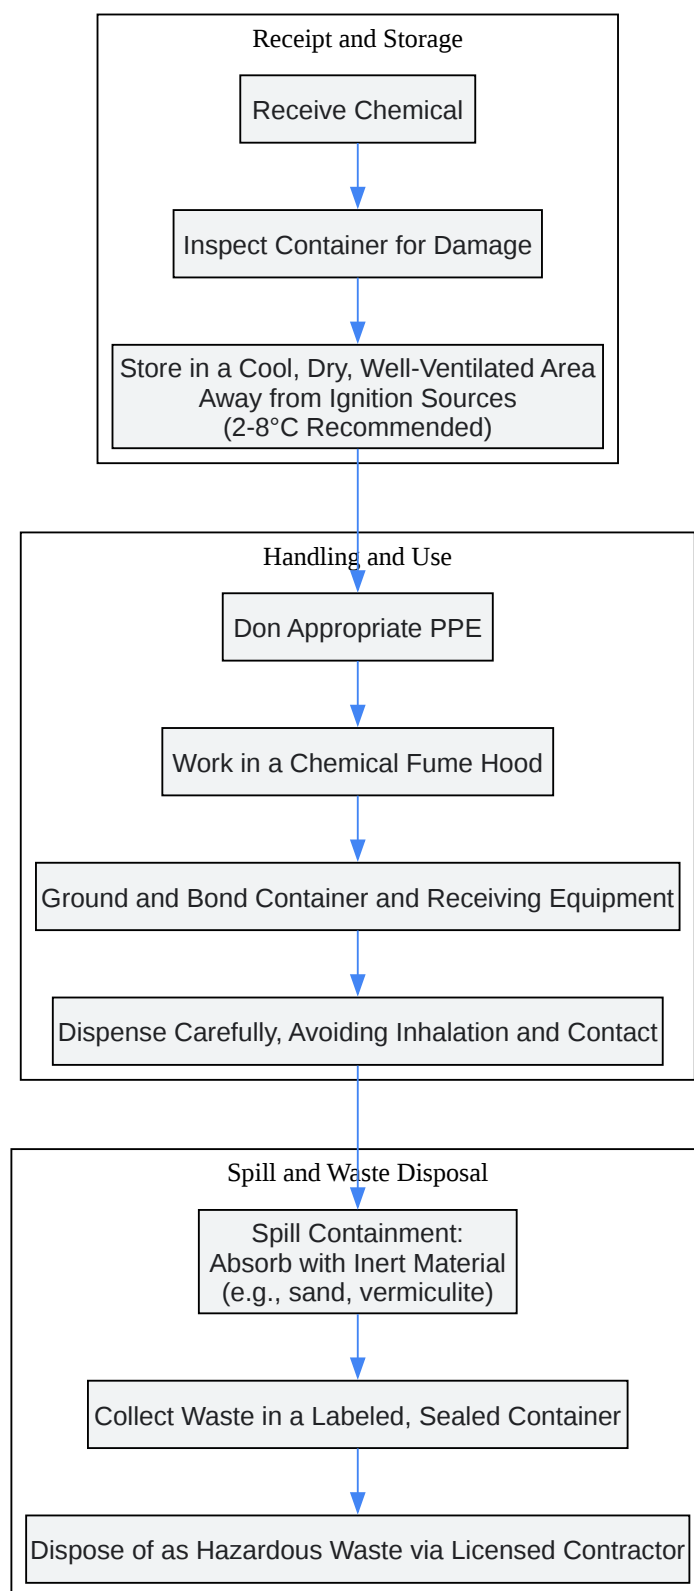 Receipt and Storage
Receive Chemical
Inspect Container for Damage
Store in a Cool, Dry, Well-Ventilated Area
Away from Ignition Sources
(2-8°C Recommended)
Handling and Use
Don Appropriate PPE
Work in a Chemical Fume Hood
Ground and Bond Container and Receiving Equipment
Dispense Carefully, Avoiding Inhalation and Contact
Spill and Waste Disposal
Spill Containment:
Absorb with Inert Material
(e.g., sand, vermiculite)
Collect Waste in a Labeled, Sealed Container
Dispose of as Hazardous Waste via Licensed Contractor